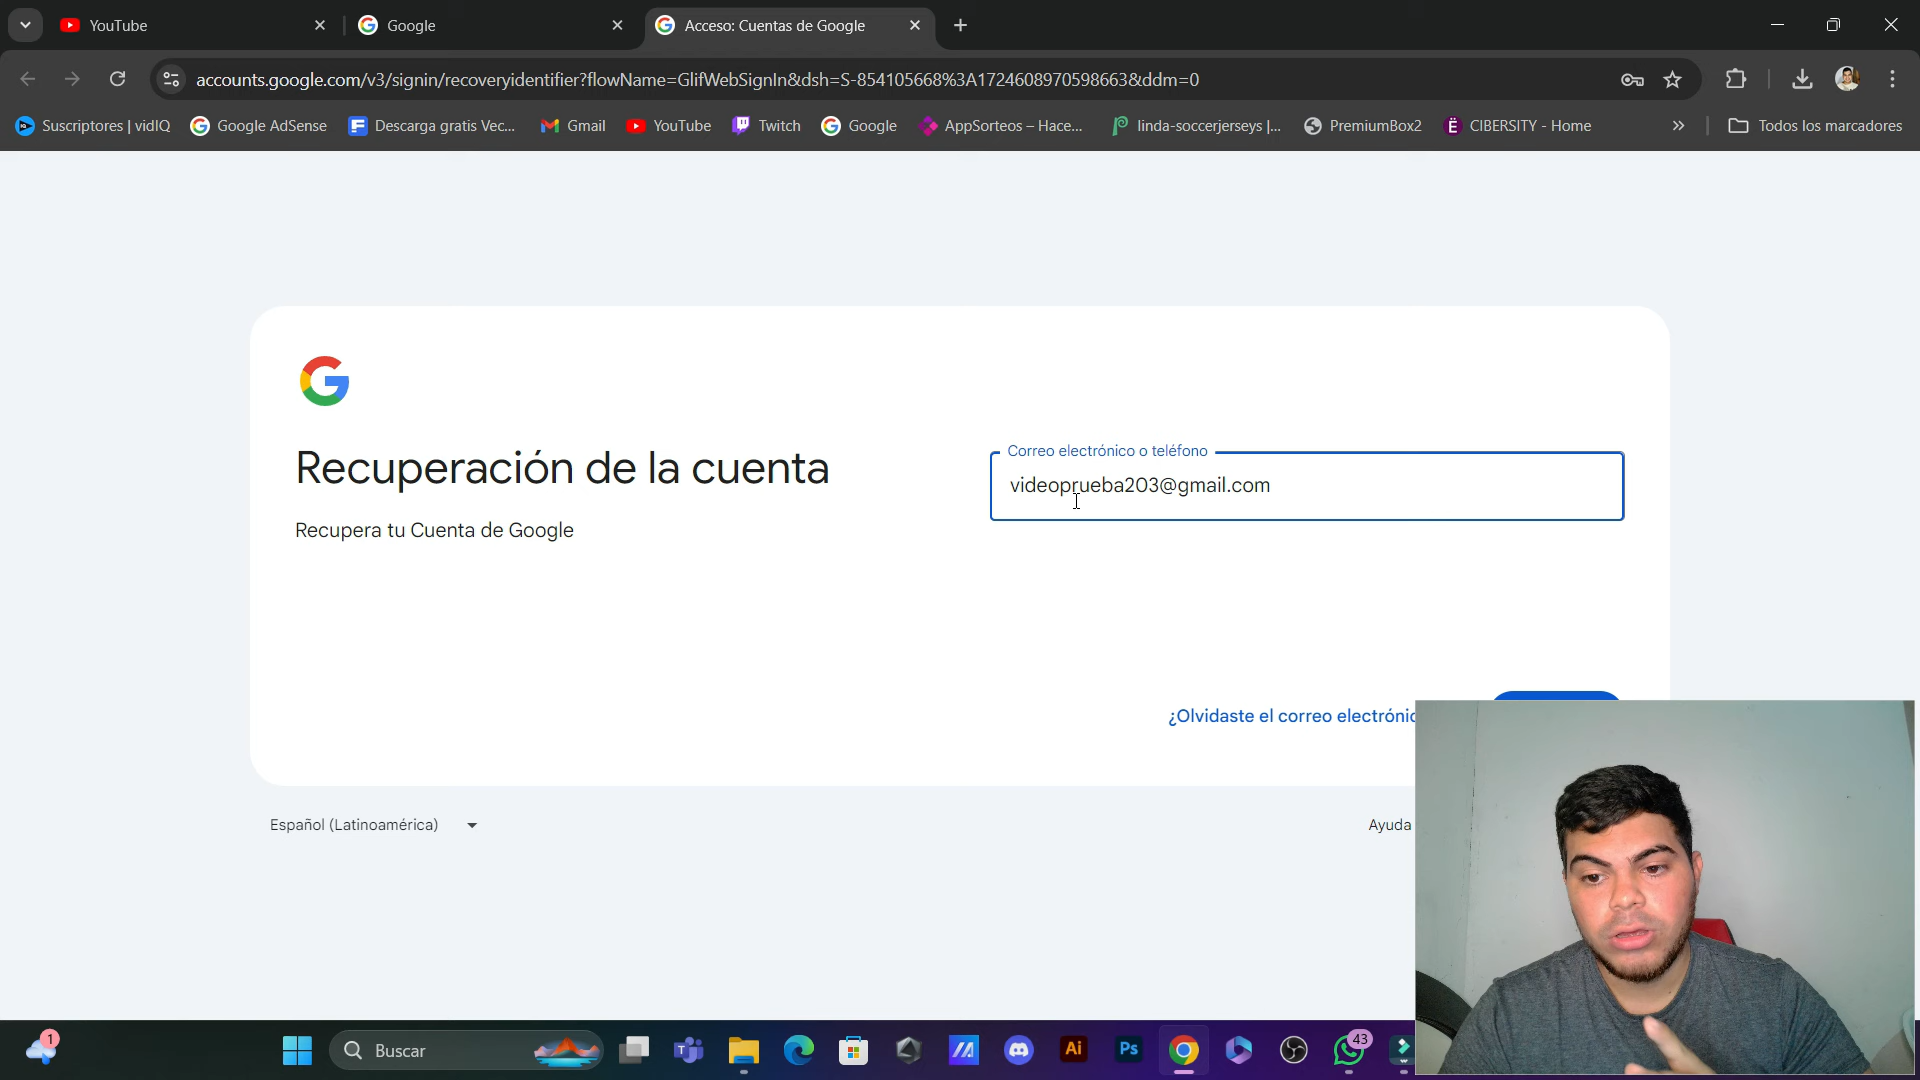 YouTube
Google
Acceso: Cuentas de Google
accounts.google.com/v3/signin/recoveryidentifier?flowName=GlifWebSignIn&dsh=S-854105668%3A1724608970598663&ddm=0
Suscriptores | vidIQ
Google AdSense
Descarga gratis Vec...
Gmail
YouTube
Twitch
Google
AppSorteos – Hace...
linda-soccerjerseys |...
PremiumBox2
CIBERSITY - Home
Todos los marcadores
Recuperación de la cuenta
Recupera tu Cuenta de Google
Correo electrónico o teléfono
videoprueba203@gmail.com
¿Olvidaste el correo electrónic
Español (Latinoamérica)
Ayuda
1
Buscar
Ai
Ps
43